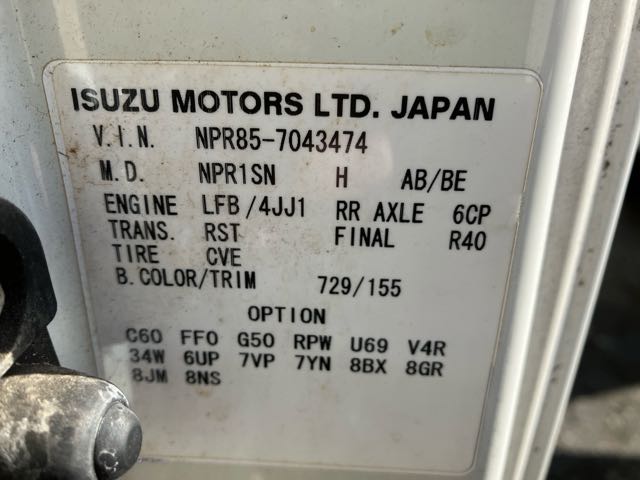 ISUZU MOTORS LTD. JAPAN
V.I.N. NPR85-7043474
M.D. NPR1SN H AB/BE
ENGINE LFB/4JJ1 RR AXLE 6CP
TRANS. RST FINAL R40
TIRE CVE
B.COLOR/TRIM 729/155
OPTION
C60 FF0 G50 RPW U69 V4R
34W 6UP 7VP 7YN 8BX 8GR
8JM 8NS